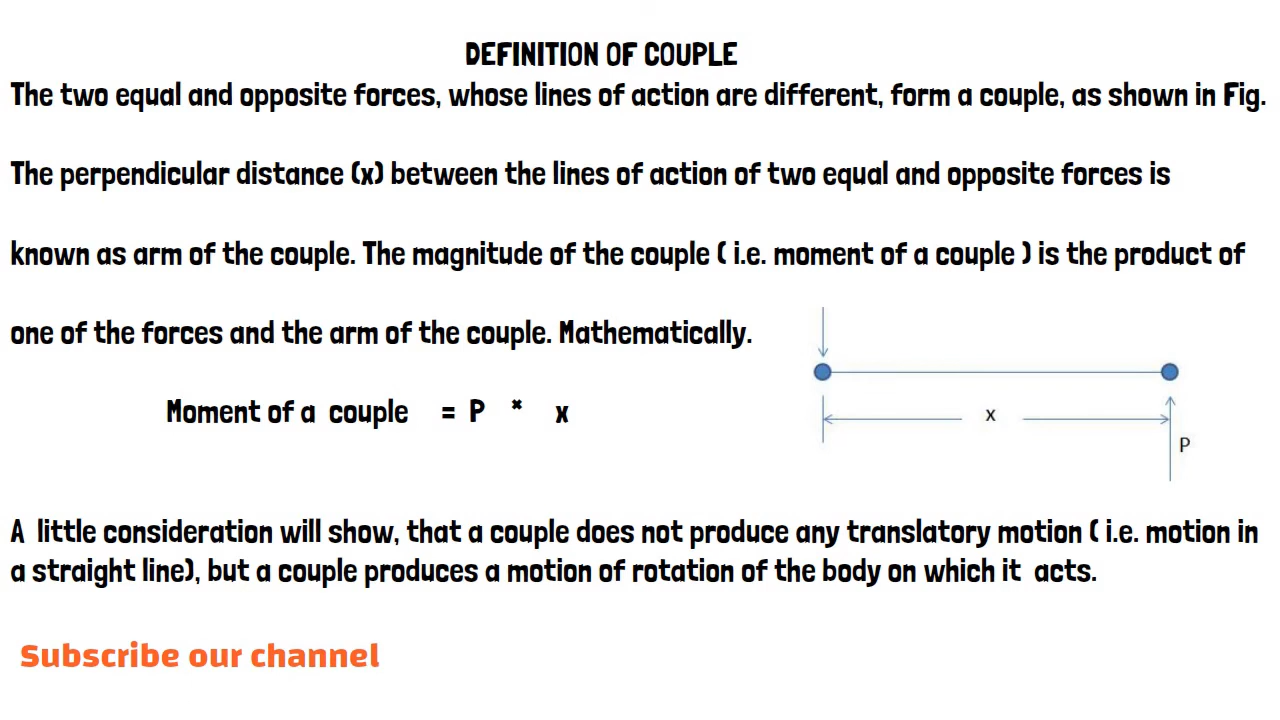 DEFINITION OF COUPLE
The two equal and opposite forces, whose lines of action are different, form a couple, as shown in Fig.
The perpendicular distance (x) between the lines of action of two equal and opposite forces is
known as arm of the couple. The magnitude of the couple ( i.e. moment of a couple ) is the product of
one of the forces and the arm of the couple. Mathematically.
Moment of a couple = P * x
x
P
A little consideration will show, that a couple does not produce any translatory motion ( i.e. motion in
a straight line), but a couple produces a motion of rotation of the body on which it acts.
Subscribe our channel